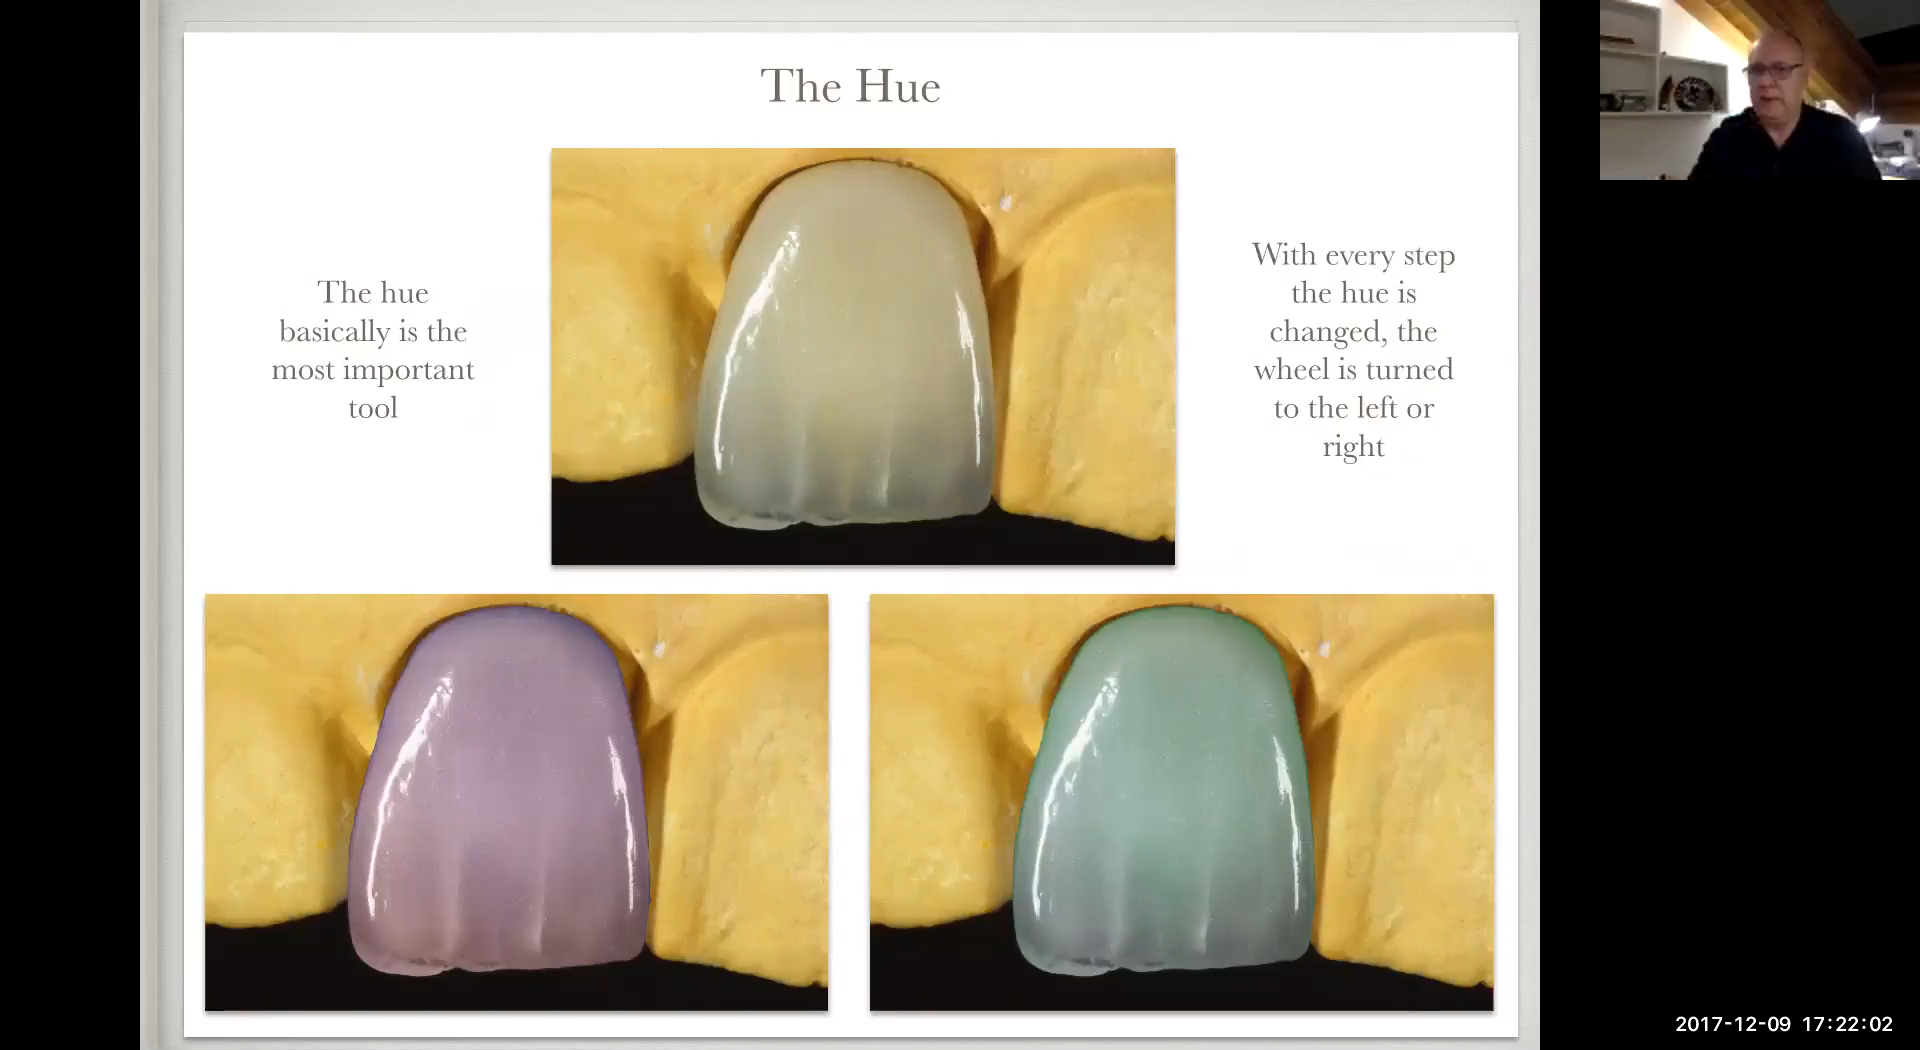 The Hue
The hue
basically is the
most important
tool
With every step
the hue is
changed, the
wheel is turned
to the left or
right
2017-12-09 17:22:02